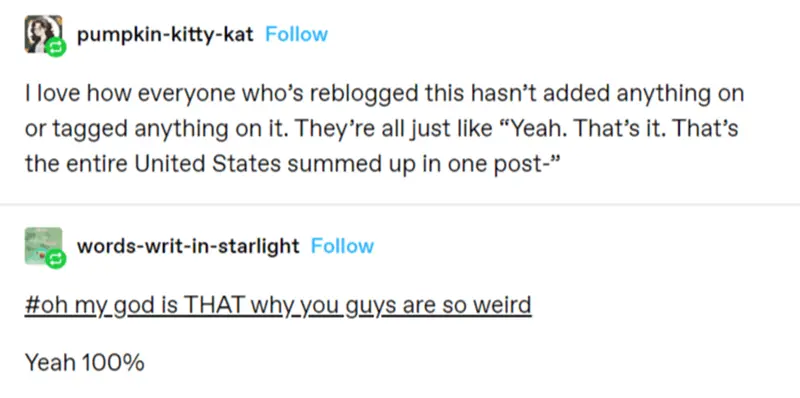 pumpkin-kitty-kat Follow
I love how everyone who’s reblogged this hasn’t added anything on
or tagged anything on it. They’re all just like “Yeah. That’s it. That’s
the entire United States summed up in one post-”
words-writ-in-starlight Follow
#oh my god is THAT why you guys are so weird
Yeah 100%